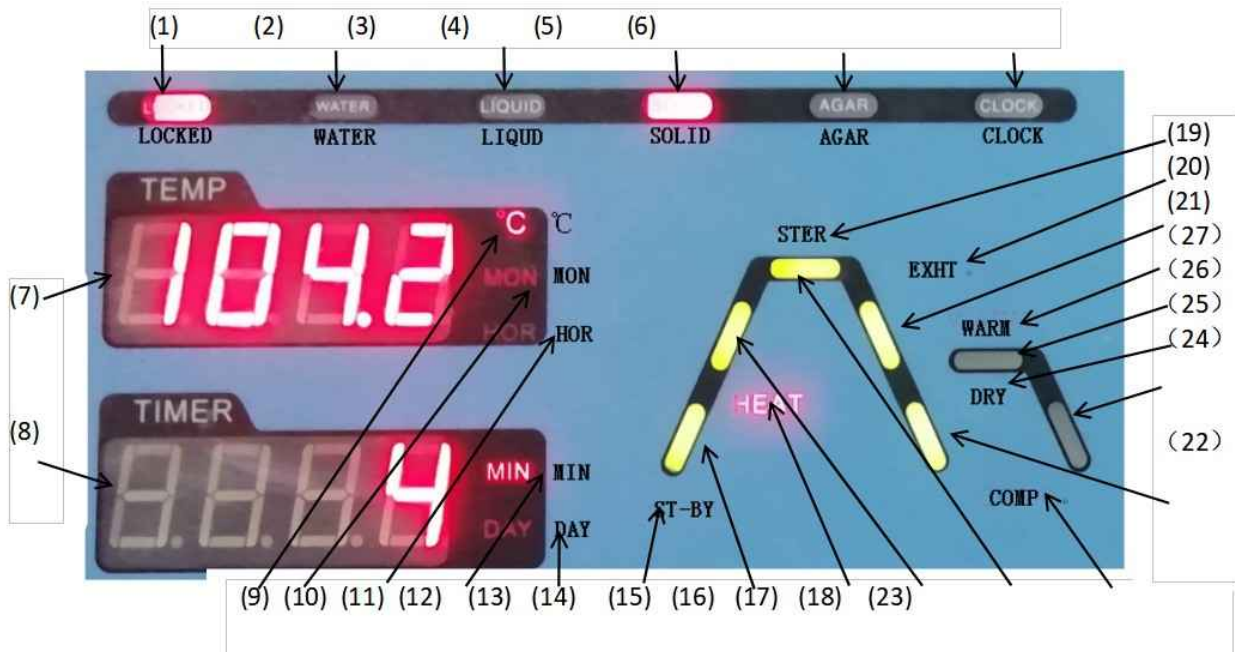 (1) (2) (3) (4) (5) (6)
WATER LIQUID AGAR CLOCK
LOCKED WATER LIQUD SOLID AGAR CLOCK
(19)
TEMP
(20)
104.2 °C ℃
STER
(21)
EXHT
(27)
MON MON
(7)
(26)
WARM
(25)
HOR HOR
(24)
DRY
TIMER
HEAT
(8)
(22)
4 MIN MIN
ST-BY
COMP
DAY DAY
(9) (10) (11) (12) (13) (14) (15) (16) (17) (18) (23)